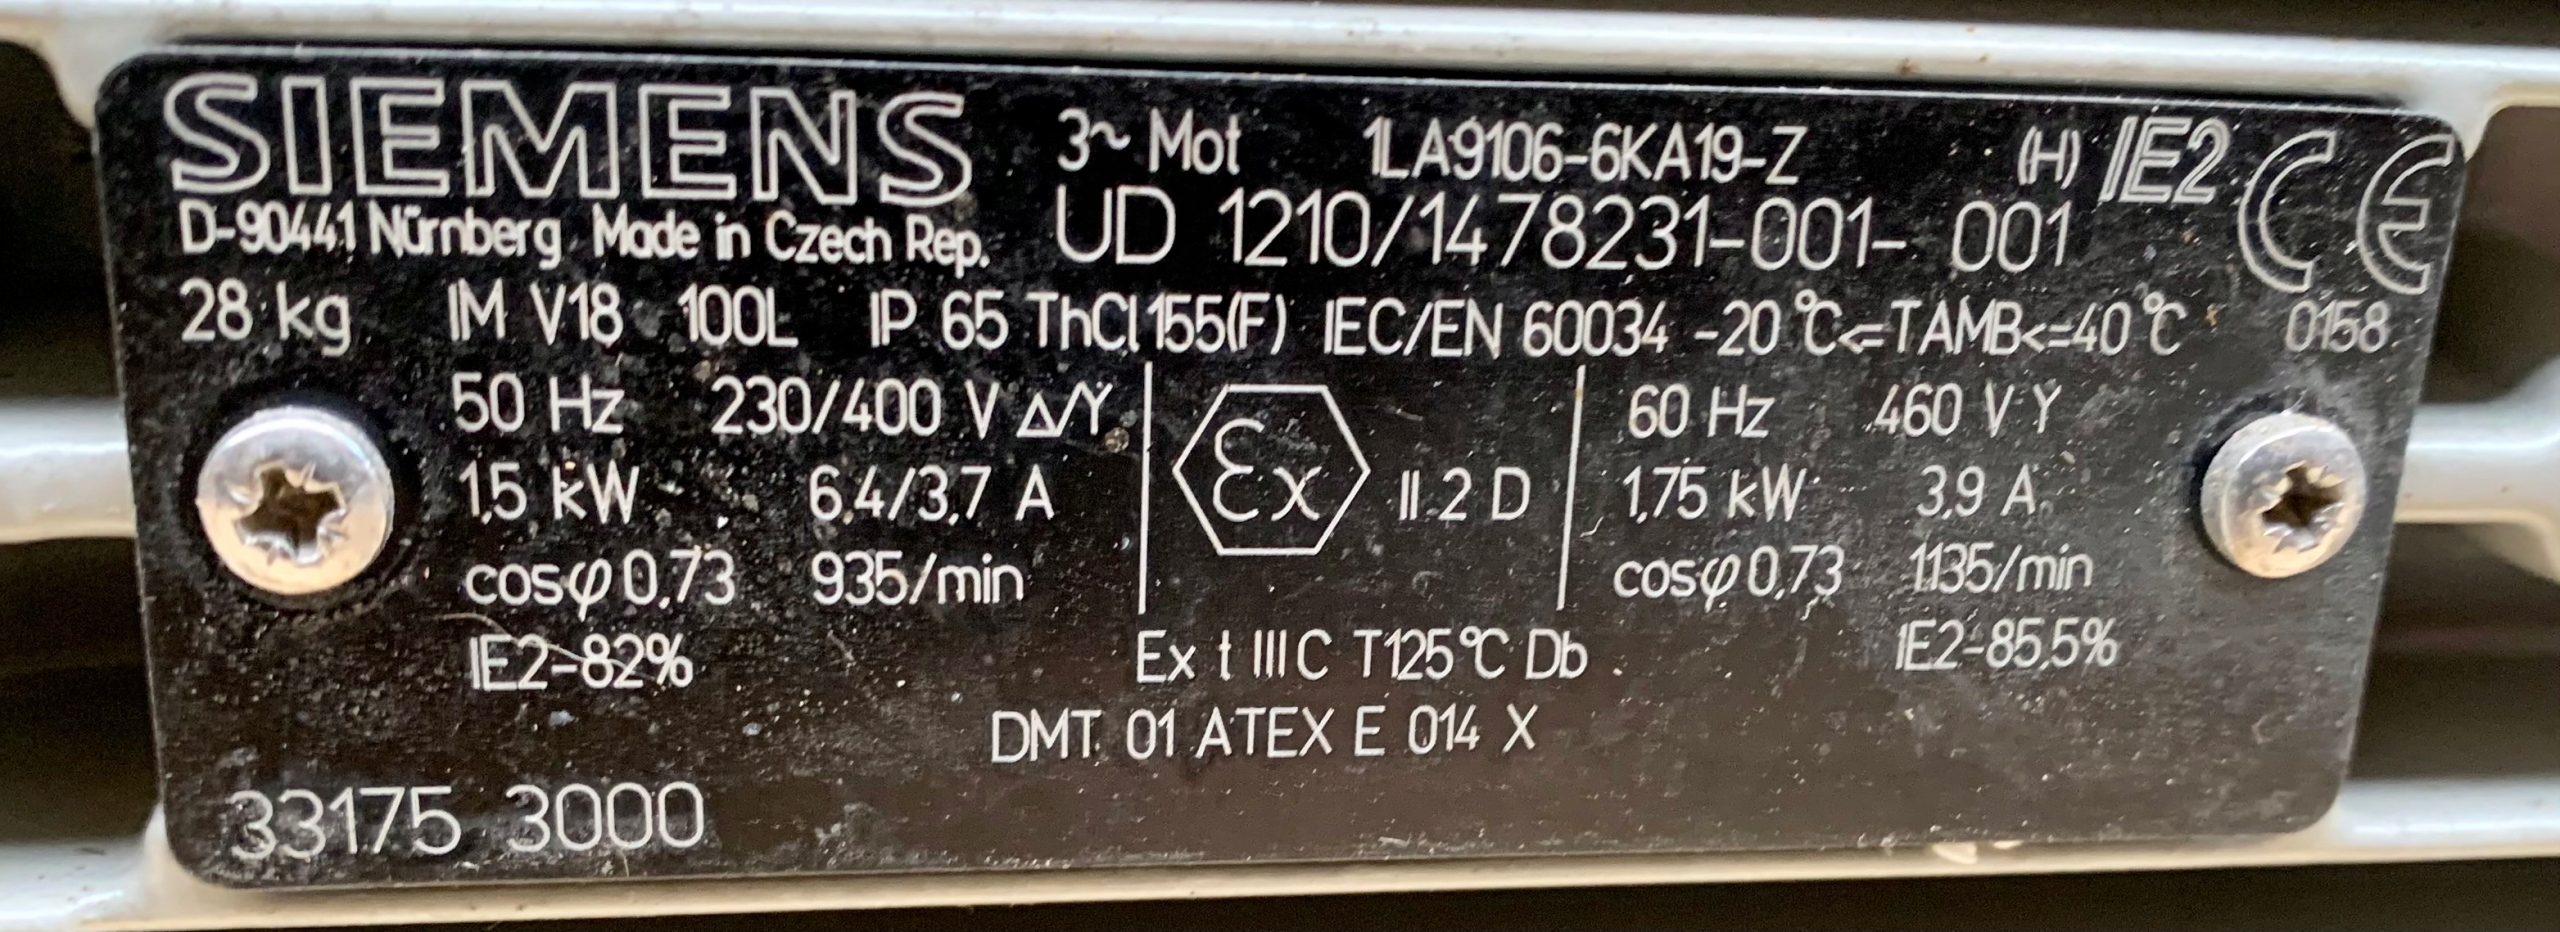 SIEMENS 3~ Mot 1LA9106-6KA19-Z (H) IE2 CE
D-90441 Nürnberg Made in Czech Rep. UD 1210/1478231-001- 001
28 kg IM V18 100L IP 65 ThCl 155(F) IEC/EN 60034 -20°C<=TAMB<=40°C 0158
50 Hz 230/400 V Δ/Y 60 Hz 460 V Y
1,5 kW 6.4/3,7 A Ex II 2 D 1,75 kW 3,9 A
cosφ 0,73 935/min cosφ 0,73 1135/min
IE2-82% Ex t III C T125°C Db IE2-85,5%
DMT 01 ATEX E 014 X
33175 3000